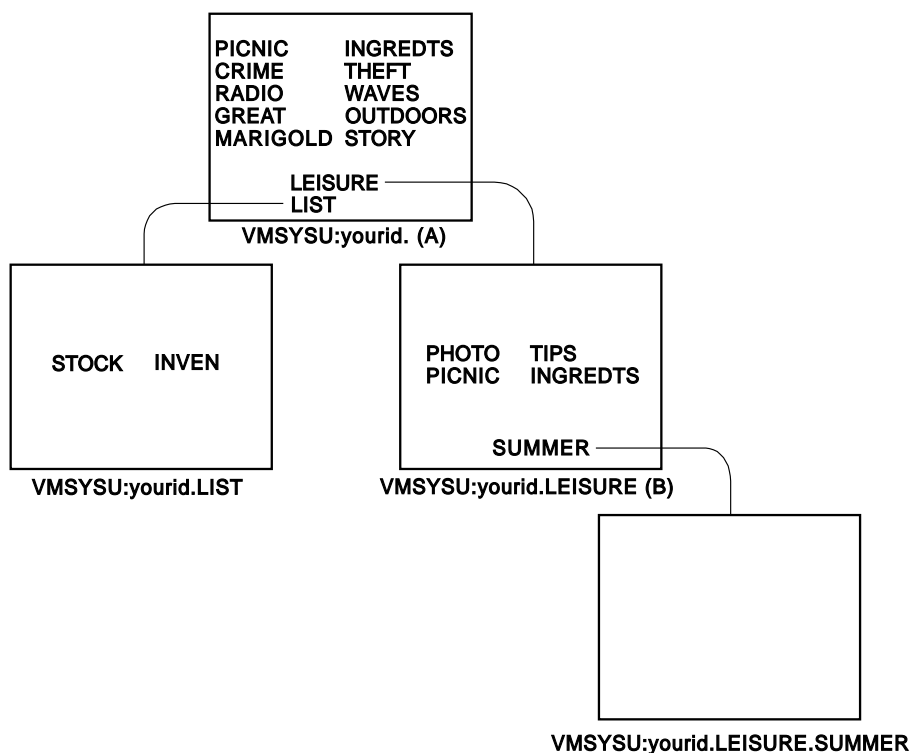 PICNIC INGREDTS
CRIME THEFT
RADIO WAVES
GREAT OUTDOORS
MARIGOLD STORY
LEISURE
LIST
VMSYSU:yourid. (A)
STOCK INVEN
VMSYSU:yourid.LIST
PHOTO TIPS
PICNIC INGREDTS
SUMMER
VMSYSU:yourid.LEISURE (B)
VMSYSU:yourid.LEISURE.SUMMER